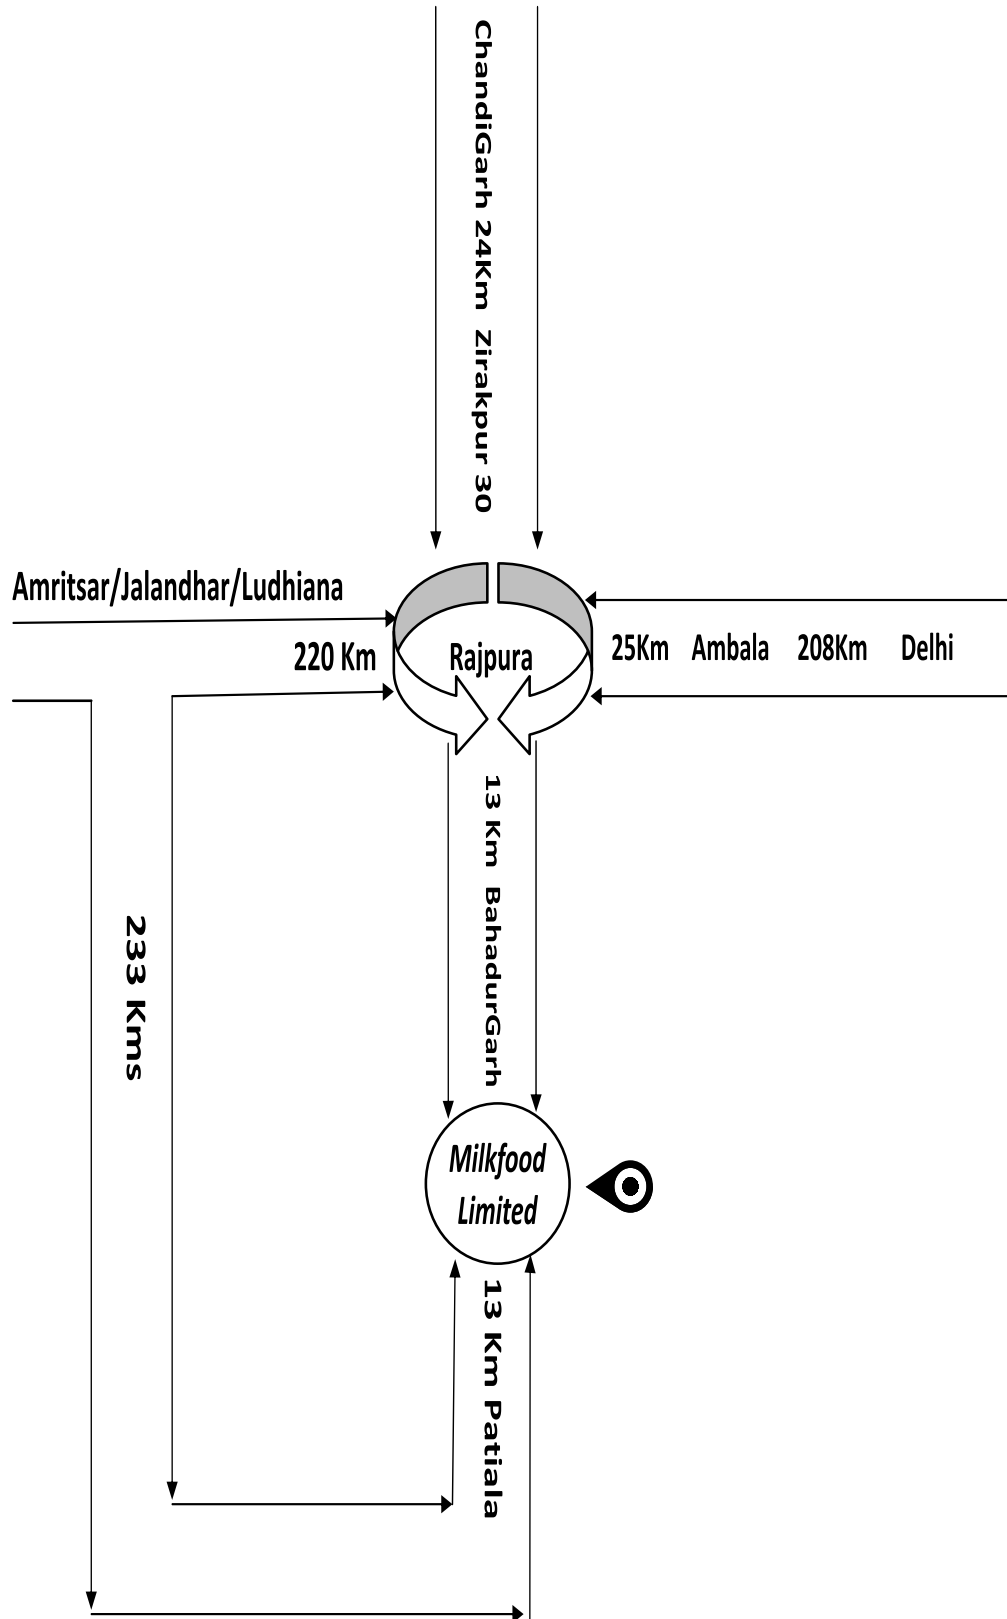 ChandiGarh 24Km Zirakpur 30
Amritsar/Jalandhar/Ludhiana
220 Km
Rajpura
25Km Ambala 208Km Delhi
13 Km BahadurGarh
233 Kms
Milkfood
Limited
13 Km Patiala